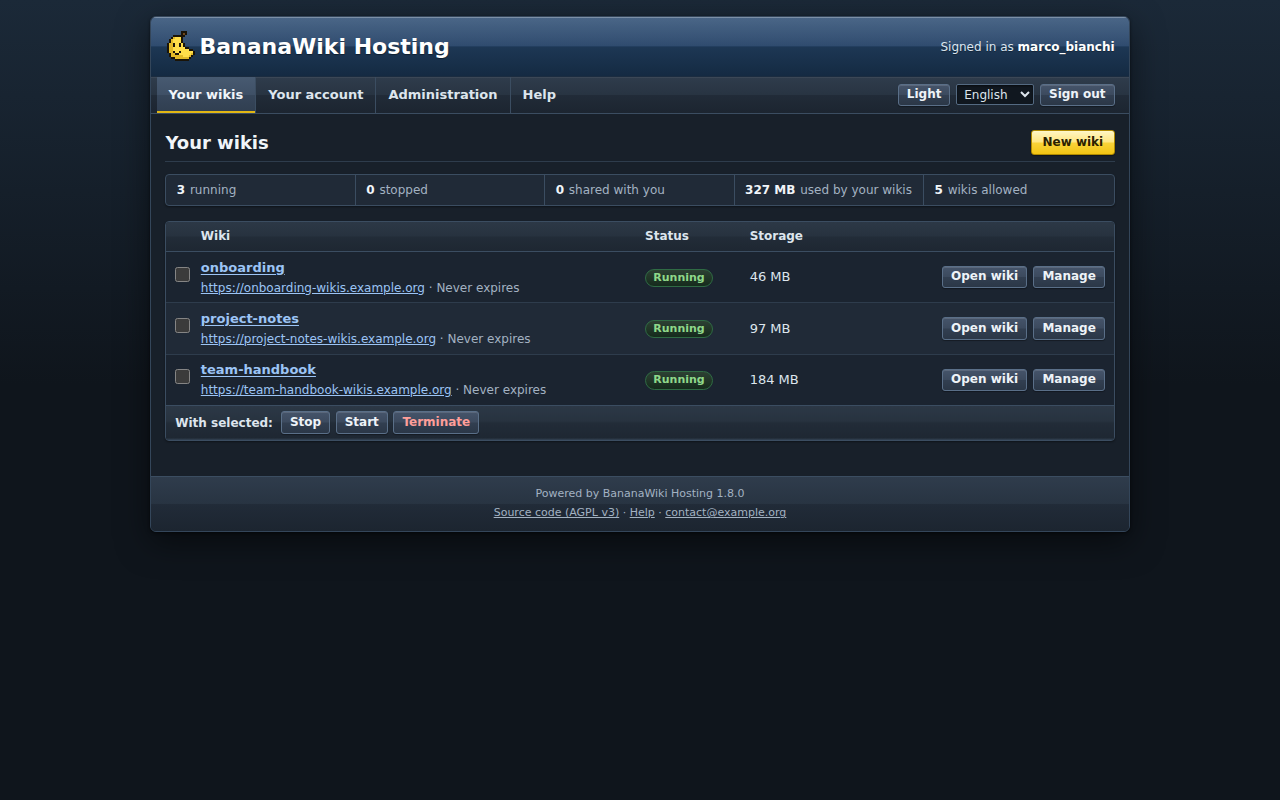 BananaWiki Hosting
Signed in as marco_bianchi
Your wikis Your account Administration Help Light English Sign out
Your wikis New wiki
3 running 0 stopped 0 shared with you 327 MB used by your wikis 5 wikis allowed
Wiki Status Storage
onboarding
https://onboarding-wikis.example.org · Never expires Running 46 MB Open wiki Manage
project-notes
https://project-notes-wikis.example.org · Never expires Running 97 MB Open wiki Manage
team-handbook
https://team-handbook-wikis.example.org · Never expires Running 184 MB Open wiki Manage
With selected: Stop Start Terminate
Powered by BananaWiki Hosting 1.8.0
Source code (AGPL v3) · Help · contact@example.org